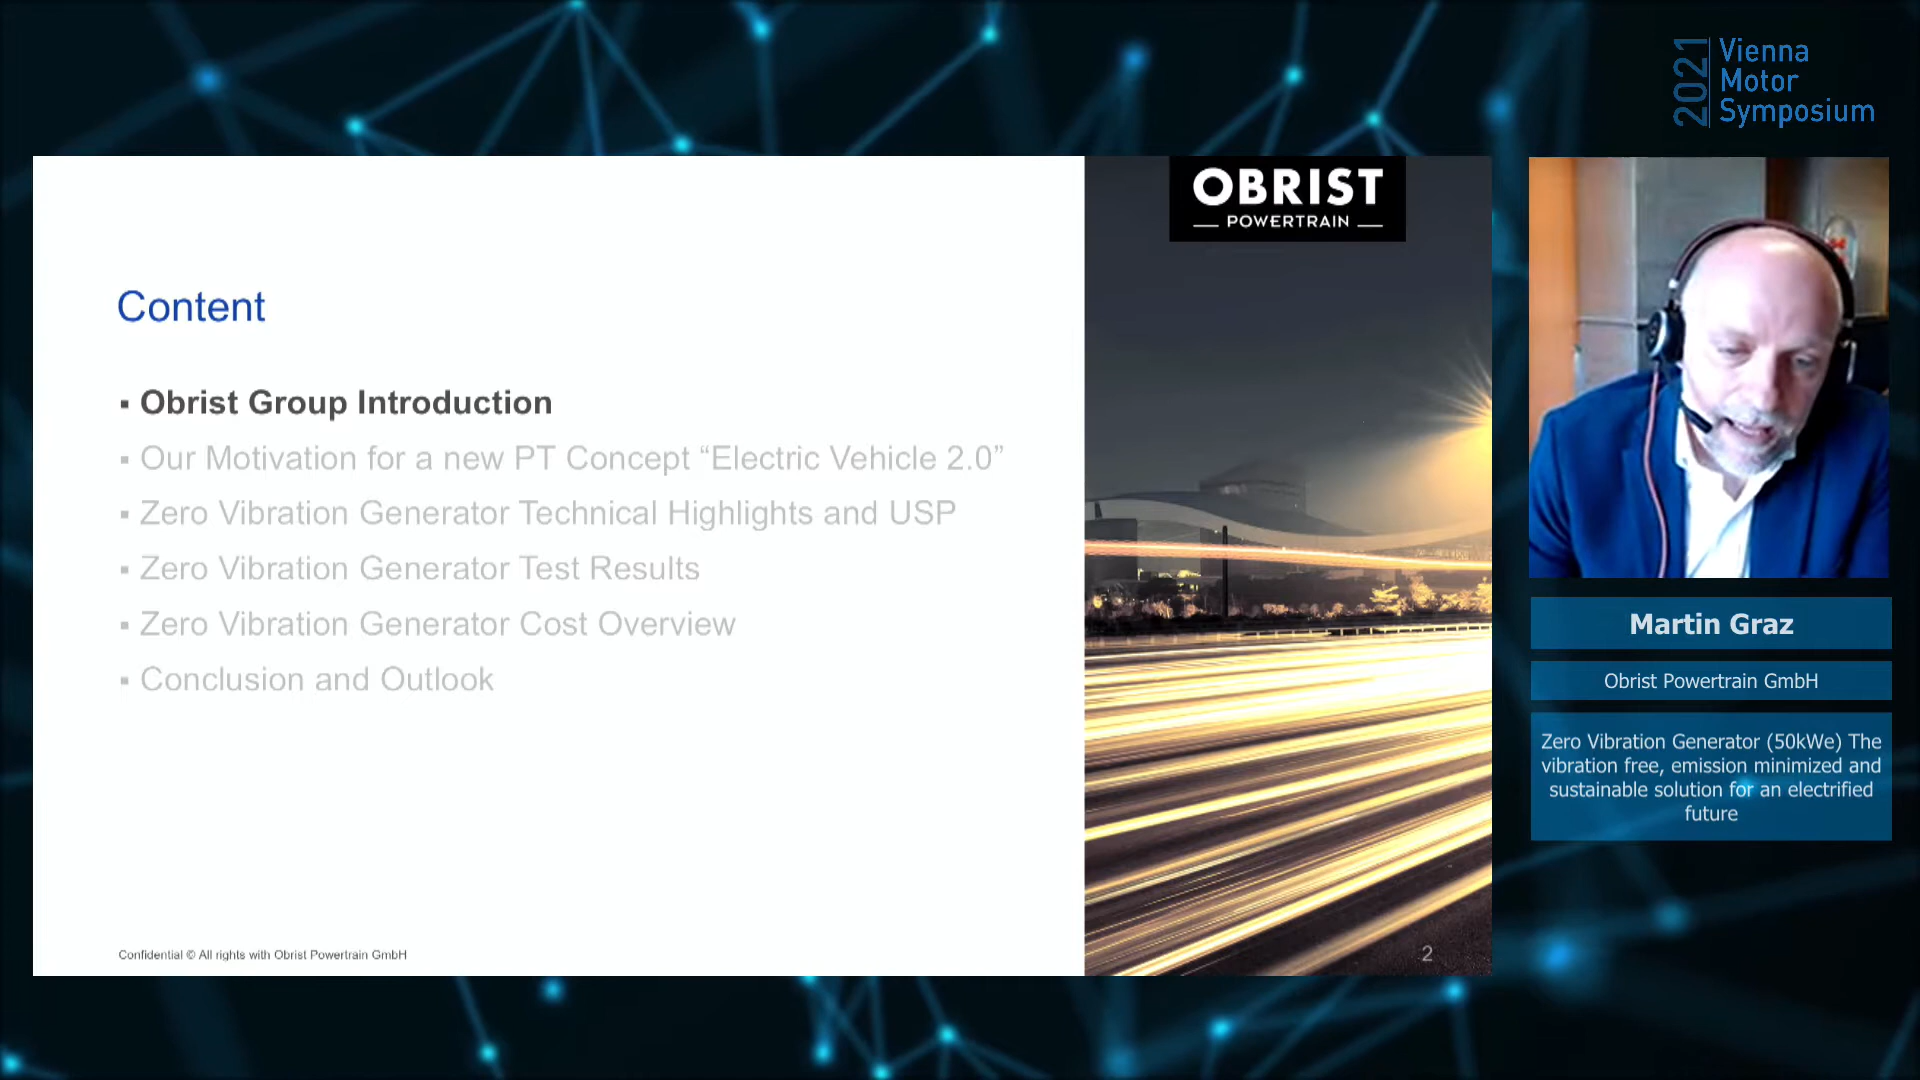 2021
Vienna
Motor
Symposium
OBRIST
POWERTRAIN
Content
▪ Obrist Group Introduction
▪ Our Motivation for a new PT Concept “Electric Vehicle 2.0”
▪ Zero Vibration Generator Technical Highlights and USP
▪ Zero Vibration Generator Test Results
▪ Zero Vibration Generator Cost Overview
▪ Conclusion and Outlook
Confidential © All rights with Obrist Powertrain GmbH
2
Martin Graz
Obrist Powertrain GmbH
Zero Vibration Generator (50kWe) The
vibration free, emission minimized and
sustainable solution for an electrified
future